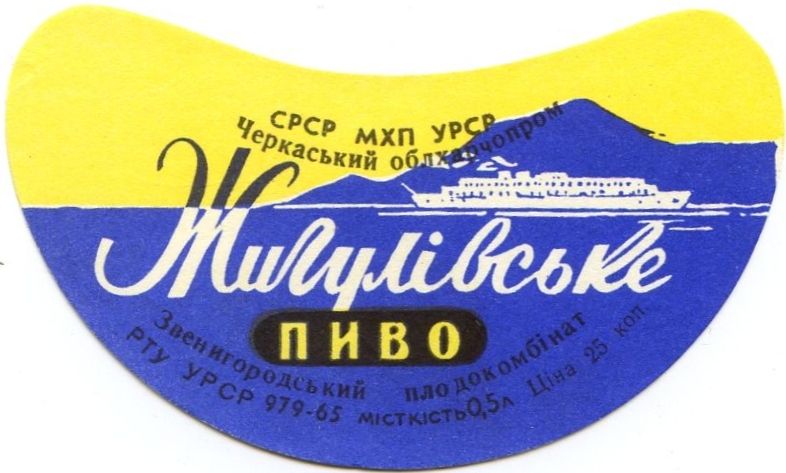 СРСР МХП УРСР
Черкаський облхарчопром
Жигулівське
ПИВО
Звенигородський плодокомбінат
РТУ УРСР 979-65 місткість 0,5л Ціна 25 коп.